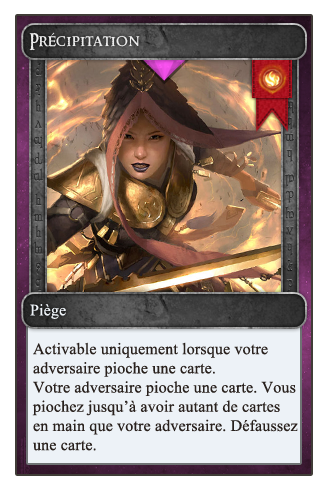 PRÉCIPITATION
Piège
Activable uniquement lorsque votre
adversaire pioche une carte.
Votre adversaire pioche une carte. Vous
piochez jusqu'à avoir autant de cartes
en main que votre adversaire. Défaussez
une carte.